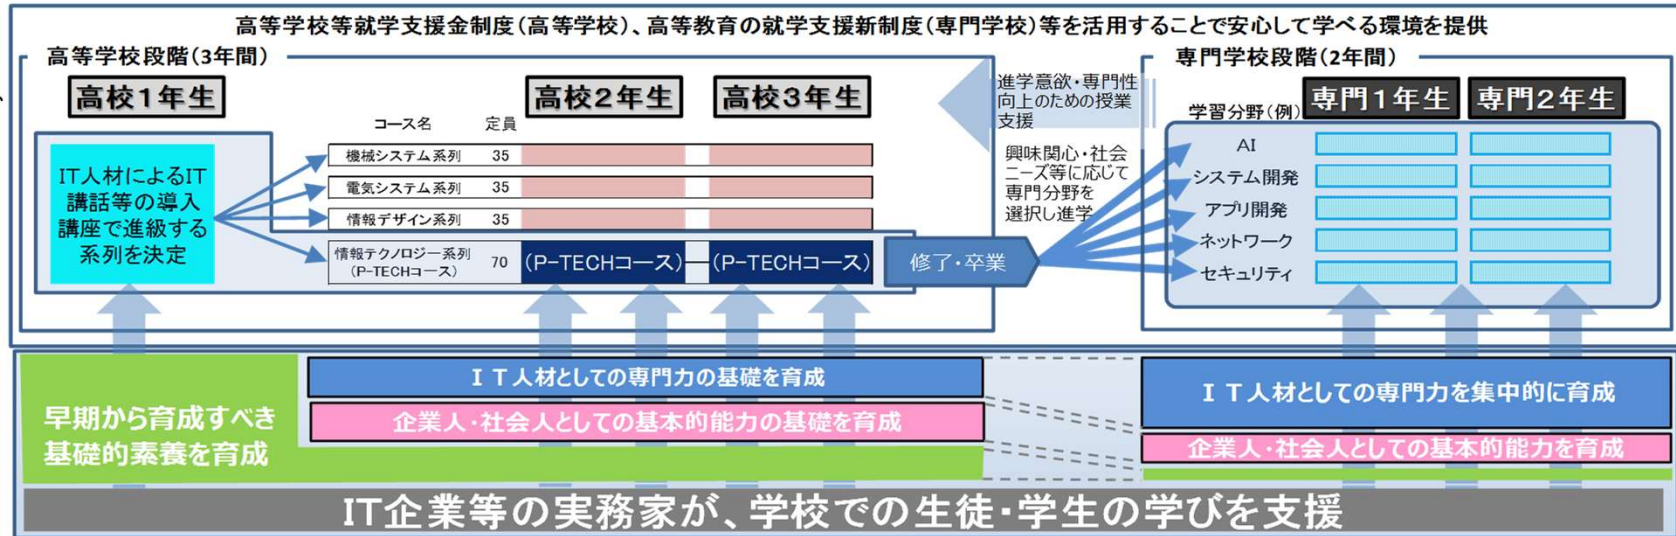 高等学校等就学支援金制度(高等学校)、高等教育の就学支援新制度(専門学校)等を活用することで安心して学べる環境を提供
高等学校段階(3年間)
高校1年生
高校2年生
高校3年生
コース名
定員
IT人材によるIT
講話等の導入
講座で進級する
系列を決定
機械システム系列
35
電気システム系列
35
情報デザイン系列
35
情報テクノロジー系列
(P-TECHコース)
70
(P-TECHコース)
(P-TECHコース)
修了・卒業
進学意欲・専門性
向上のための授業
支援
興味関心・社会
ニーズ等に応じて
専門分野を
選択し進学
専門学校段階(2年間)
学習分野(例)
専門1年生
専門2年生
AI
システム開発
アプリ開発
ネットワーク
セキュリティ
早期から育成すべき
基礎的素養を育成
IT人材としての専門力の基礎を育成
企業人・社会人としての基本的能力の基礎を育成
IT人材としての専門力を集中的に育成
企業人・社会人としての基本的能力を育成
IT企業等の実務家が、学校での生徒・学生の学びを支援